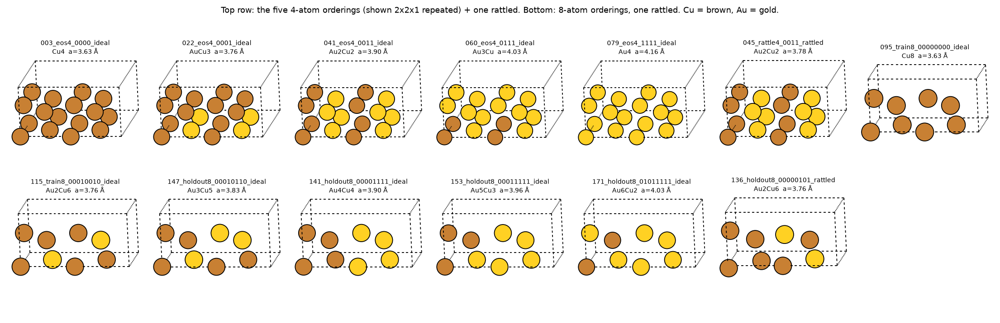 Top row: the five 4-atom orderings (shown 2x2x1 repeated) + one rattled. Bottom: 8-atom orderings, one rattled. Cu = brown, Au = gold.
003_eos4_0000_ideal
Cu4 a=3.63 Å
022_eos4_0001_ideal
AuCu3 a=3.76 Å
041_eos4_0011_ideal
Au2Cu2 a=3.90 Å
060_eos4_0111_ideal
Au3Cu a=4.03 Å
079_eos4_1111_ideal
Au4 a=4.16 Å
045_rattle4_0011_rattled
Au2Cu2 a=3.78 Å
095_train8_00000000_ideal
Cu8 a=3.63 Å
115_train8_00010010_ideal
Au2Cu6 a=3.76 Å
147_holdout8_00010110_ideal
Au3Cu5 a=3.83 Å
141_holdout8_00001111_ideal
Au4Cu4 a=3.90 Å
153_holdout8_00011111_ideal
Au5Cu3 a=3.96 Å
171_holdout8_01011111_ideal
Au6Cu2 a=4.03 Å
136_holdout8_00000101_rattled
Au2Cu6 a=3.76 Å